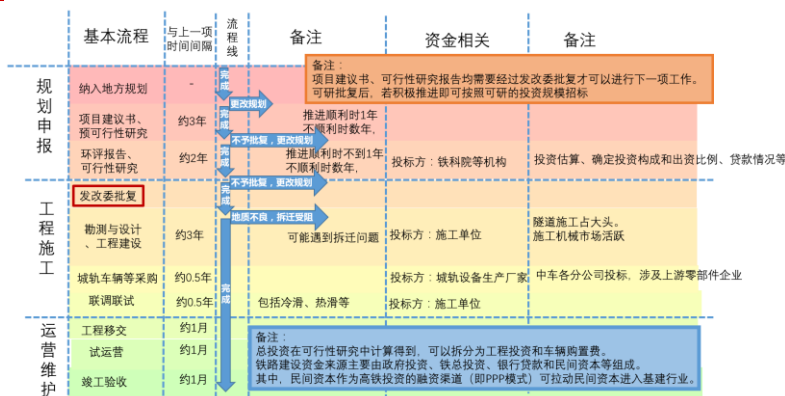 基本流程
与上一项
时间间隔
流
程
线
备注
资金相关
备注
备注：
项目建议书、可行性研究报告均需要经过发改委批复才可以进行下一项工作。
可研批复后，若积极推进即可按照可研的投资规模招标
规
划
申
报
纳入地方规划
-
完成
更改规划
项目建议书、
预可行性研究
约3年
完成
推进顺利时1年
不顺利时数年，
不予批复，更改规划
环评报告、
可行性研究
约2年
完成
推进顺利时不到1年
不顺利时数年，
投标方：铁科院等机构
投资估算、确定投资构成和出资比例、贷款情况等
不予批复，更改规划
工
程
施
工
发改委批复
完成
地质不良，拆迁受阻
勘测与设计
、工程建设
约3年
可能遇到拆迁问题
投标方：施工单位
隧道施工占大头。
施工机械市场活跃
城轨车辆等采购
约0.5年
完成
投标方：城轨设备生产厂家
中车各分公司投标，涉及上游零部件企业
联调联试
约0.5年
包括冷滑、热滑等
投标方：施工单位
运
营
维
护
工程移交
约1月
试运营
约1月
竣工验收
约1月
备注：
总投资在可行性研究中计算得到，可以拆分为工程投资和车辆购置费。
铁路建设资金来源主要由政府投资、铁总投资、银行贷款和民间资本等组成。
其中，民间资本作为高铁投资的融资渠道（即PPP模式）可拉动民间资本进入基建行业。